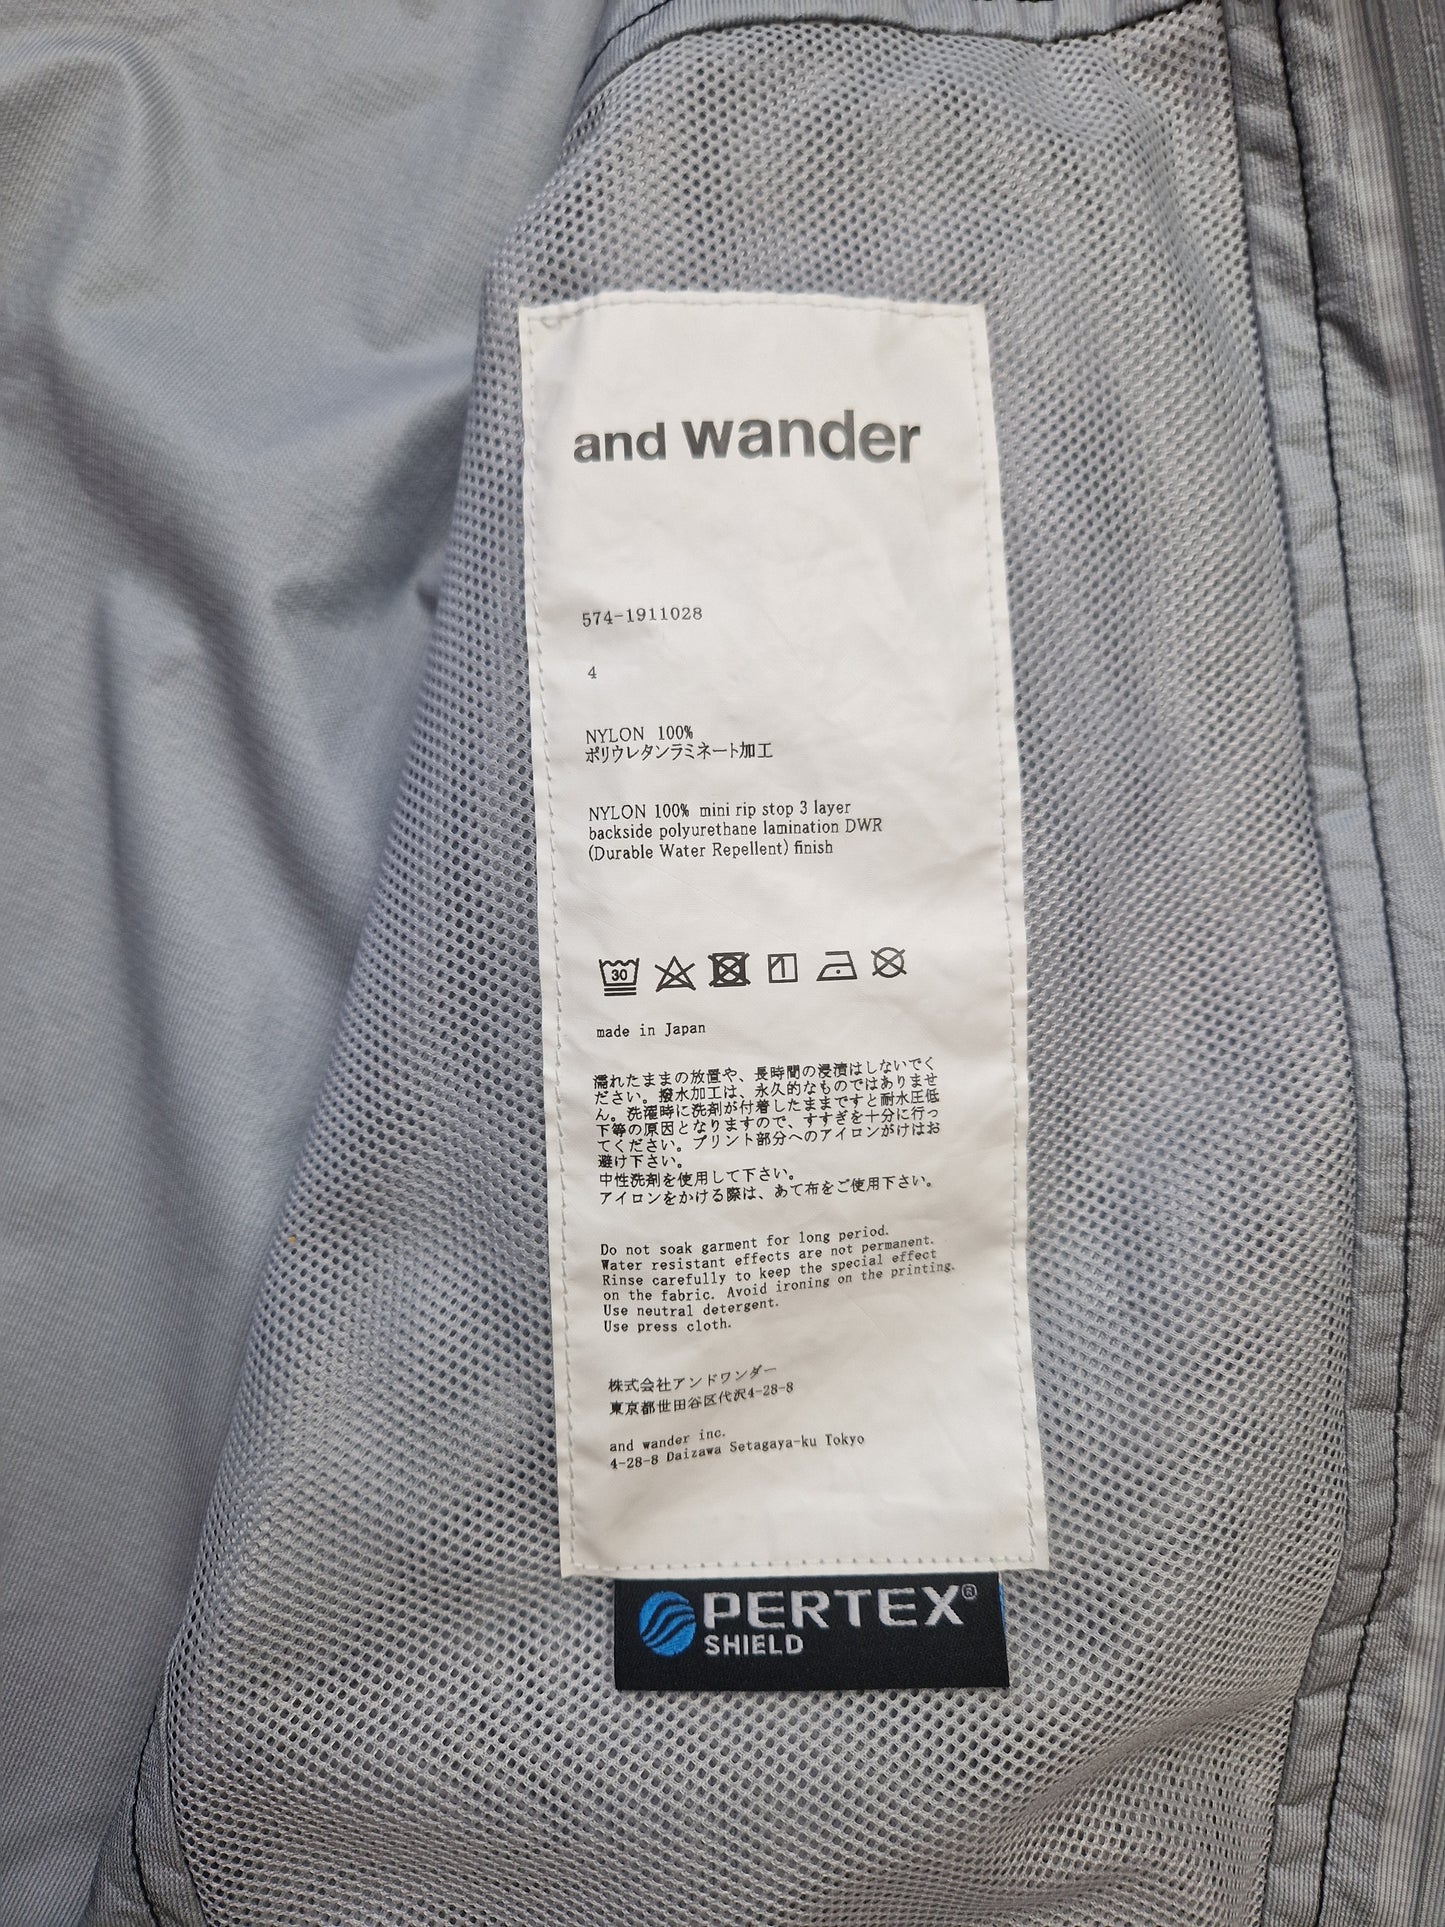 and wander
574-1911028
4
NYLON 100%
ポリウレタンラミネート加工
NYLON 100% mini rip stop 3 layer
backside polyurethane lamination DWR
(Durable Water Repellent) finish
30
made in Japan
濡れたままの放置や、長時間の浸漬はしないでく
ださい。撥水加工は、永久的なものではありませ
ん。洗濯時に洗剤が付着したままですと耐水圧低
下等の原因となりますので、すすぎを十分に行っ
てください。プリント部分へのアイロンがけはお
避け下さい。
中性洗剤を使用して下さい。
アイロンをかける際は、あて布をご使用下さい。
Do not soak garment for long period.
Water resistant effects are not permanent.
Rinse carefully to keep the special effect
on the fabric. Avoid ironing on the printing.
Use neutral detergent.
Use press cloth.
株式会社アンドワンダー
東京都世田谷区代沢4-28-8
and wander inc.
4-28-8 Daizawa Setagaya-ku Tokyo
PERTEX®
SHIELD